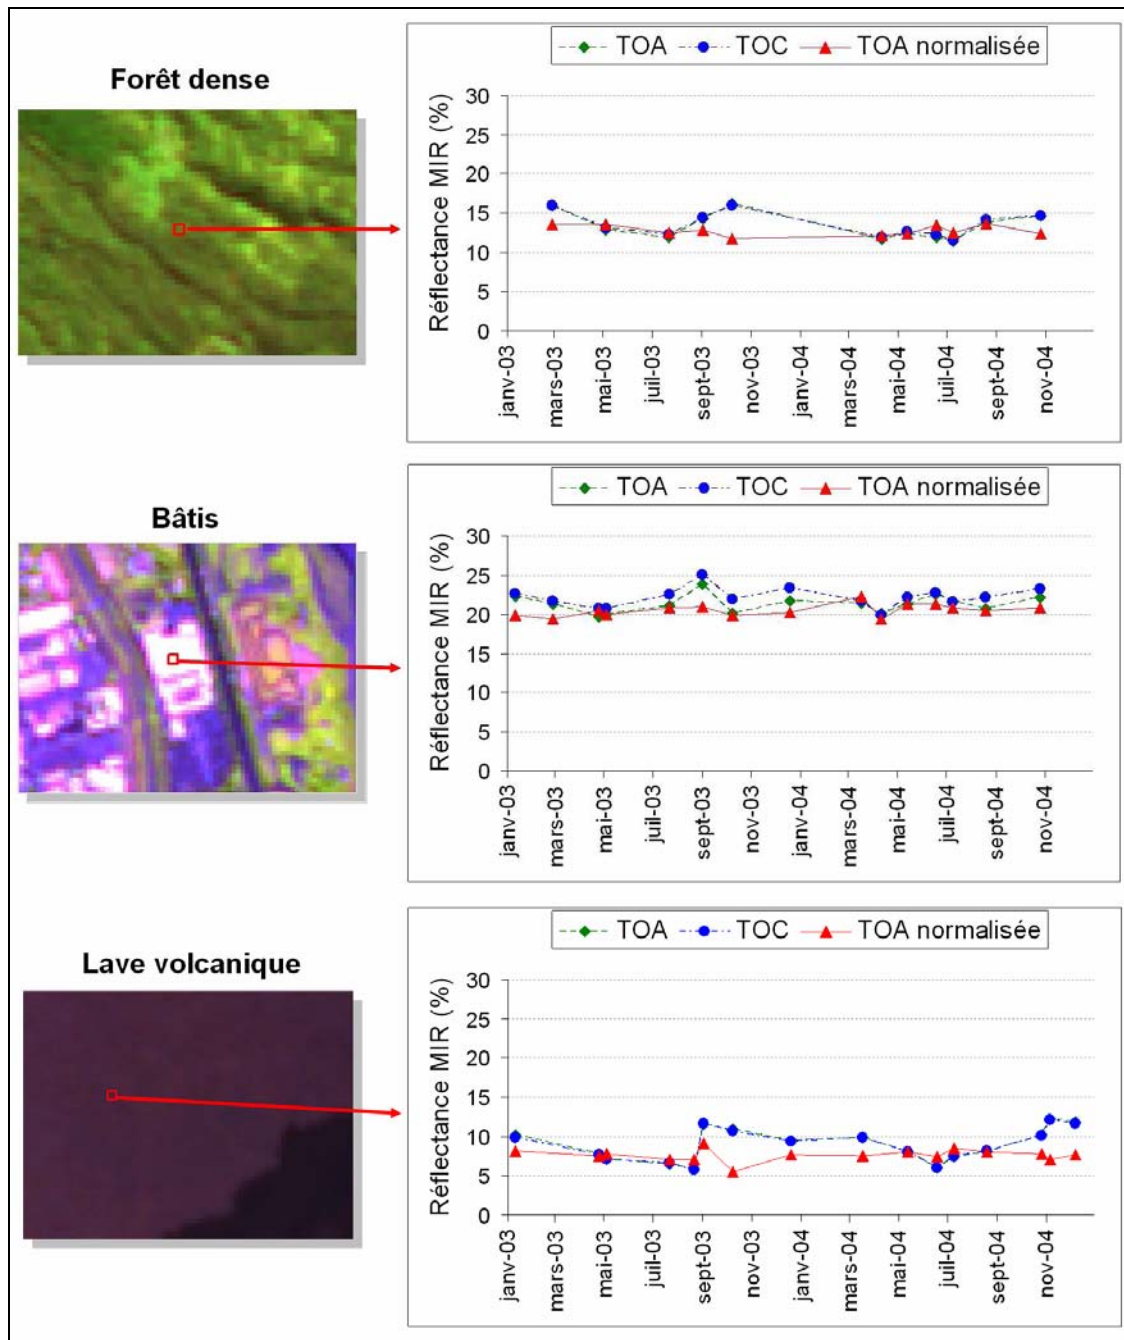 Forêt dense
TOA TOC TOA normalisée
Réflectance MIR (%)
30
25
20
15
10
5
0
janv-03
mars-03
mai-03
juil-03
sept-03
nov-03
janv-04
mars-04
mai-04
juil-04
sept-04
nov-04
Bâtis
TOA TOC TOA normalisée
Réflectance MIR (%)
30
25
20
15
10
5
0
janv-03
mars-03
mai-03
juil-03
sept-03
nov-03
janv-04
mars-04
mai-04
juil-04
sept-04
nov-04
Lave volcanique
TOA TOC TOA normalisée
Réflectance MIR (%)
30
25
20
15
10
5
0
janv-03
mars-03
mai-03
juil-03
sept-03
nov-03
janv-04
mars-04
mai-04
juil-04
sept-04
nov-04